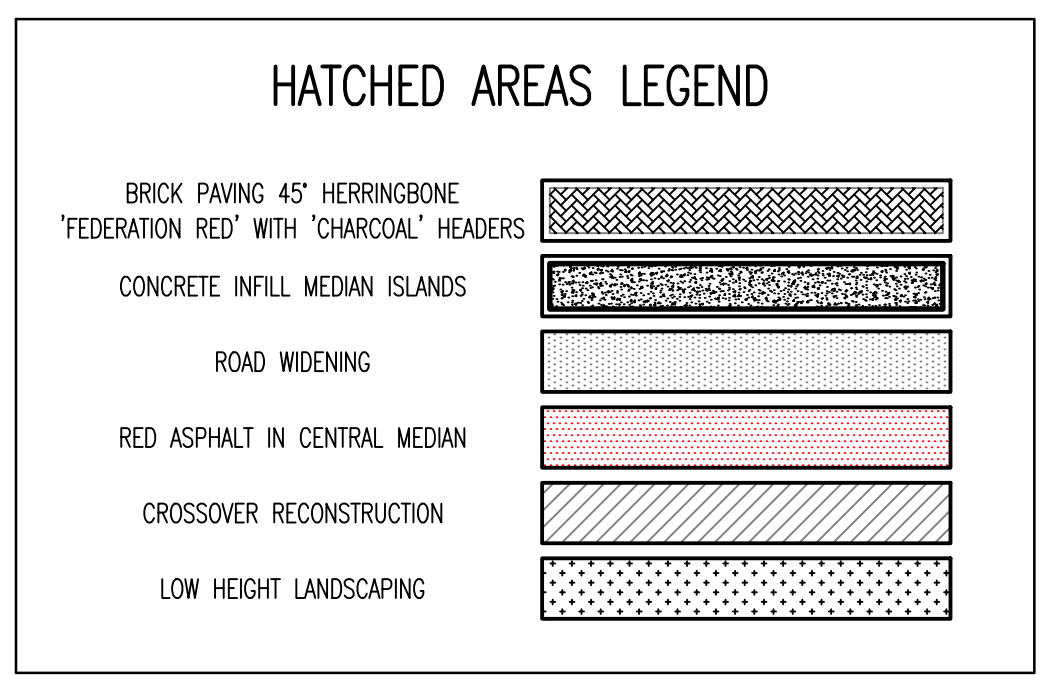 HATCHED AREAS LEGEND
BRICK PAVING 45° HERRINGBONE
'FEDERATION RED' WITH 'CHARCOAL' HEADERS
CONCRETE INFILL MEDIAN ISLANDS
ROAD WIDENING
RED ASPHALT IN CENTRAL MEDIAN
CROSSOVER RECONSTRUCTION
LOW HEIGHT LANDSCAPING